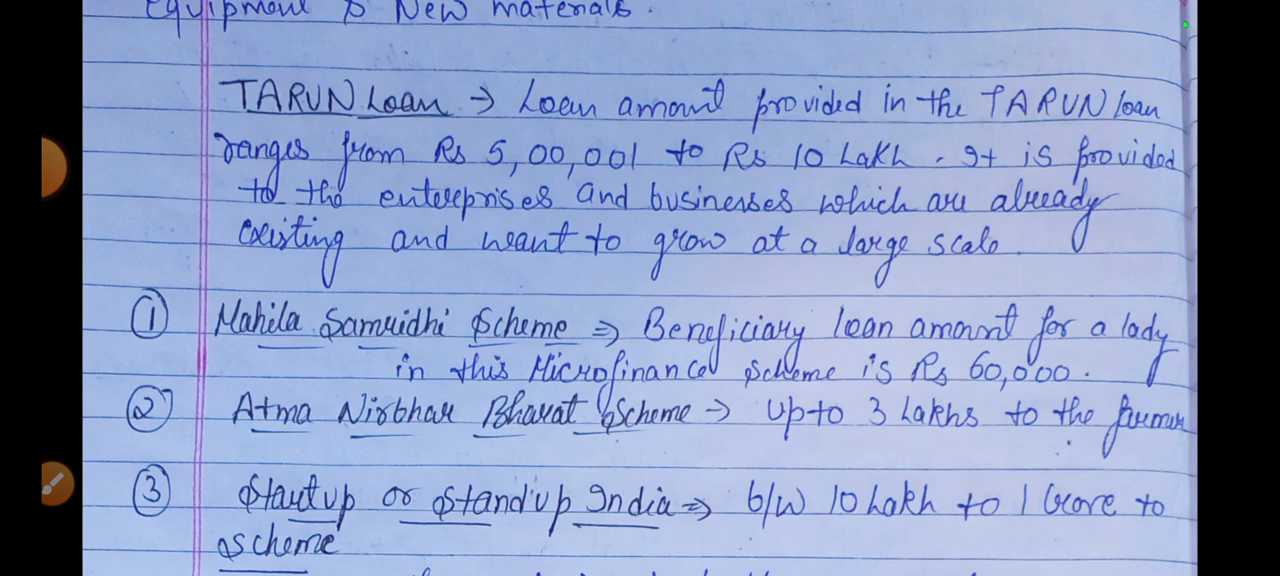 Equipment & New materials.
TARUN Loan → Loan amount provided in the TARUN loan
ranges from Rs 5,00,001 to Rs 10 Lakh. It is provided
to the enterprises and businesses which are already
existing and want to grow at a large scale.
① Mahila Samridhi Scheme ⇒ Beneficiary loan amount for a lady
in this Microfinance scheme is Rs 60,000.
② Atma Nirbhar Bharat Scheme → Upto 3 Lakhs to the farmer
③ Startup or Standup India ⇒ b/w 10 Lakh to 1 Crore to
scheme